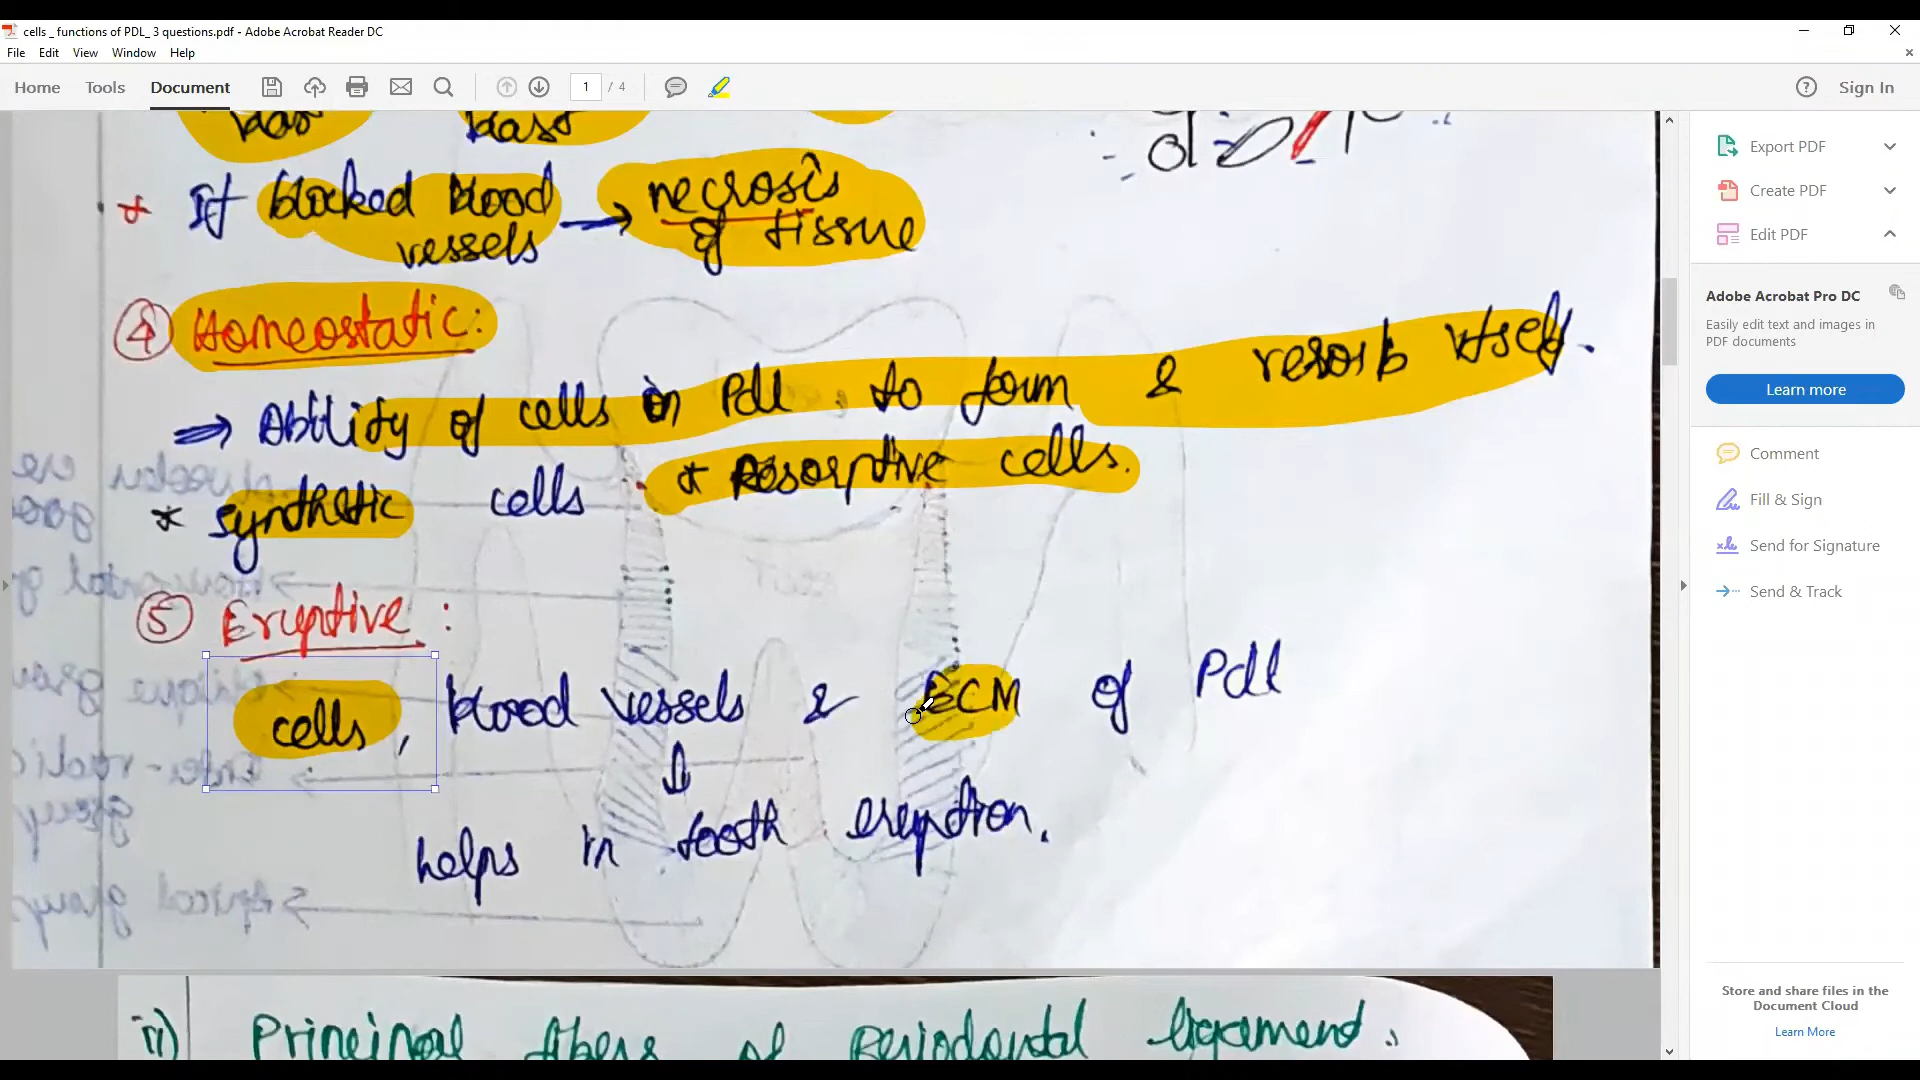 cells _ functions of PDL_ 3 questions.pdf - Adobe Acrobat Reader DC
File Edit View Window Help
Home Tools Document 1 / 4 Sign In
* If blocked blood vessels → necrosis of tissue
④ Homeostatic:
⇒ Ability of cells in Pdl to form & resorb itself.
* synthetic cells * Resorptive cells.
⑤ Eruptive :
cells, blood vessels & ECM of Pdl
↓
helps in tooth eruption.
ii) Principal fibers of periodontal ligament.
Export PDF
Create PDF
Edit PDF
Adobe Acrobat Pro DC
Easily edit text and images in
PDF documents
Learn more
Comment
Fill & Sign
Send for Signature
Send & Track
Store and share files in the
Document Cloud
Learn More